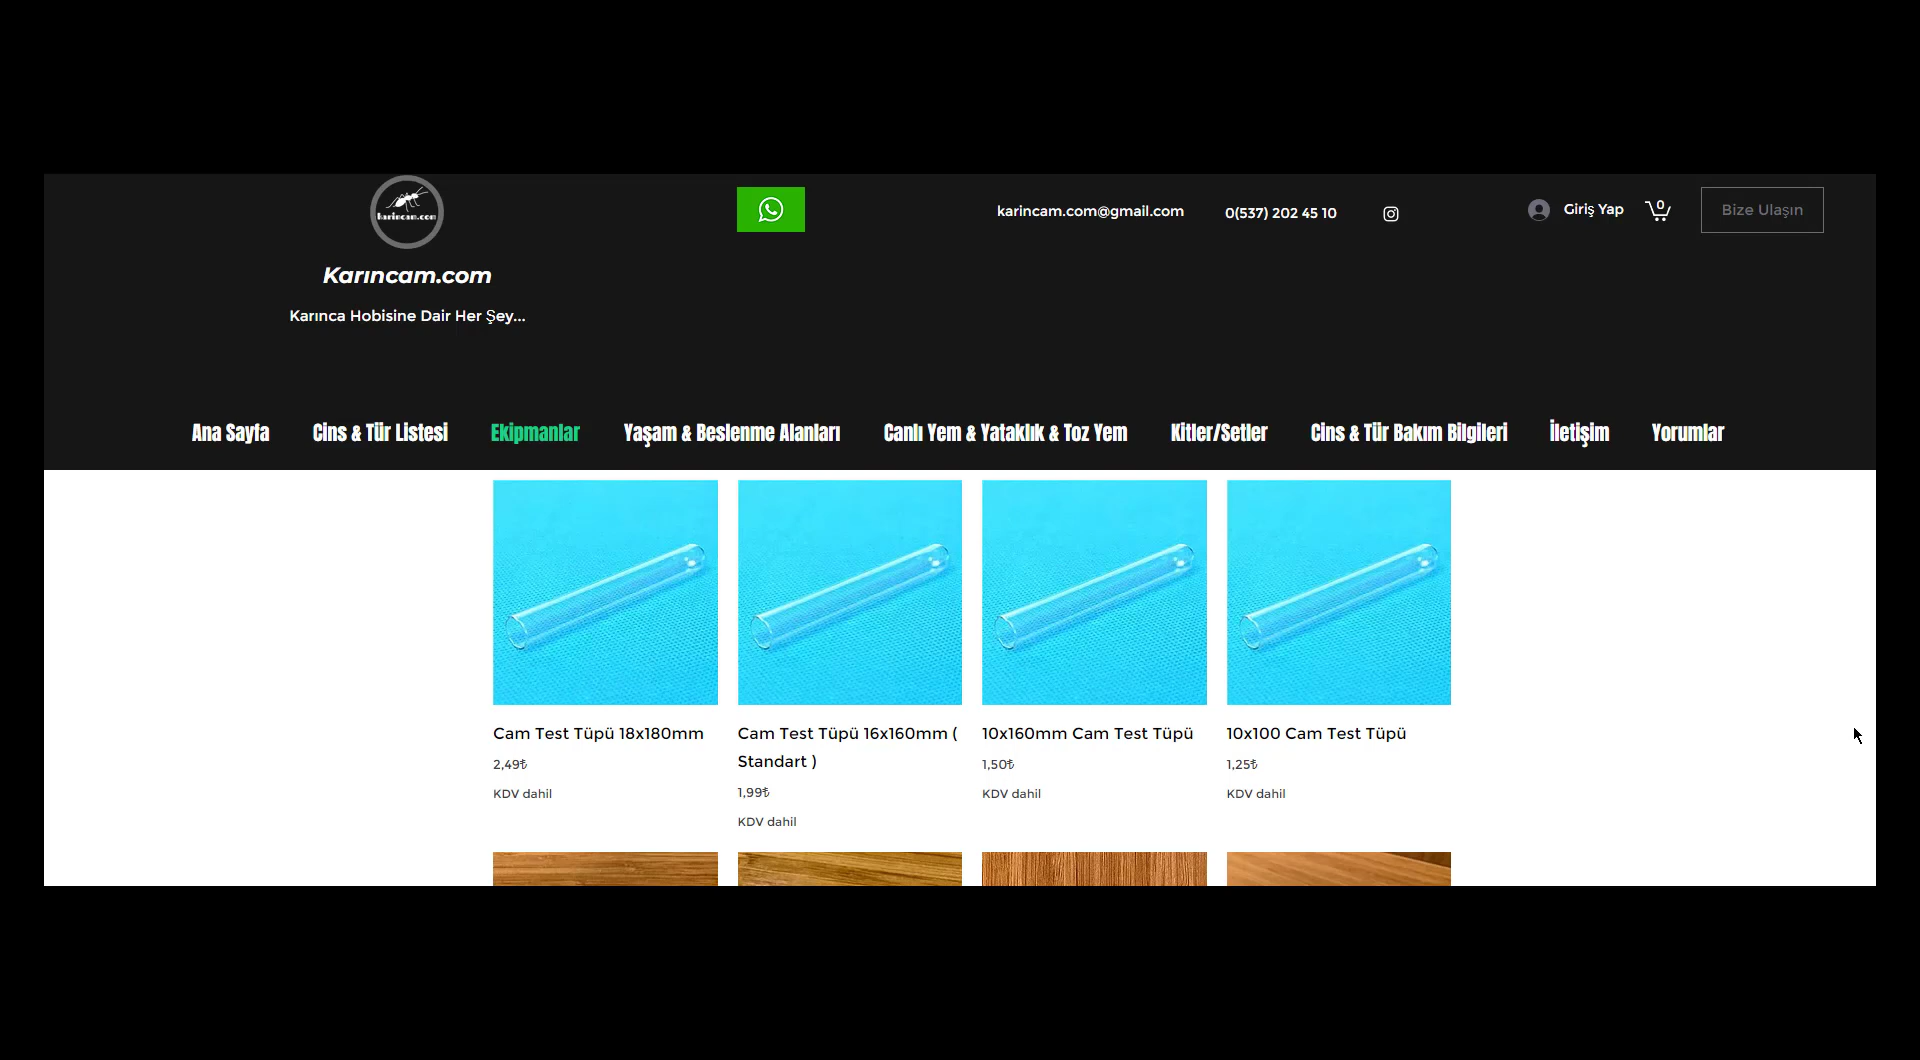 karincam.com
karincam.com@gmail.com
0(537) 202 45 10
Giriş Yap
0
Bize Ulaşın
Karıncam.com
Karınca Hobisine Dair Her Şey...
Ana Sayfa
Cins & Tür Listesi
Ekipmanlar
Yaşam & Beslenme Alanları
Canlı Yem & Yataklık & Toz Yem
Kitler/Setler
Cins & Tür Bakım Bilgileri
İletişim
Yorumlar
Cam Test Tüpü 18x180mm
2,49₺
KDV dahil
Cam Test Tüpü 16x160mm (
Standart )
1,99₺
KDV dahil
10x160mm Cam Test Tüpü
1,50₺
KDV dahil
10x100 Cam Test Tüpü
1,25₺
KDV dahil